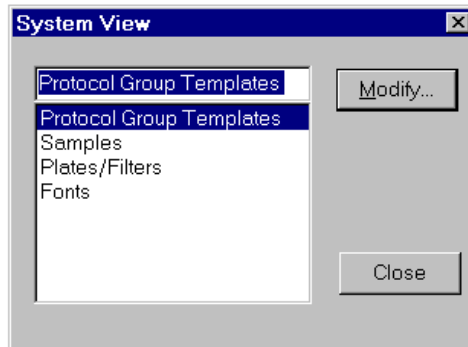 System View
Protocol Group Templates
Modify...
Protocol Group Templates
Samples
Plates/Filters
Fonts
Close